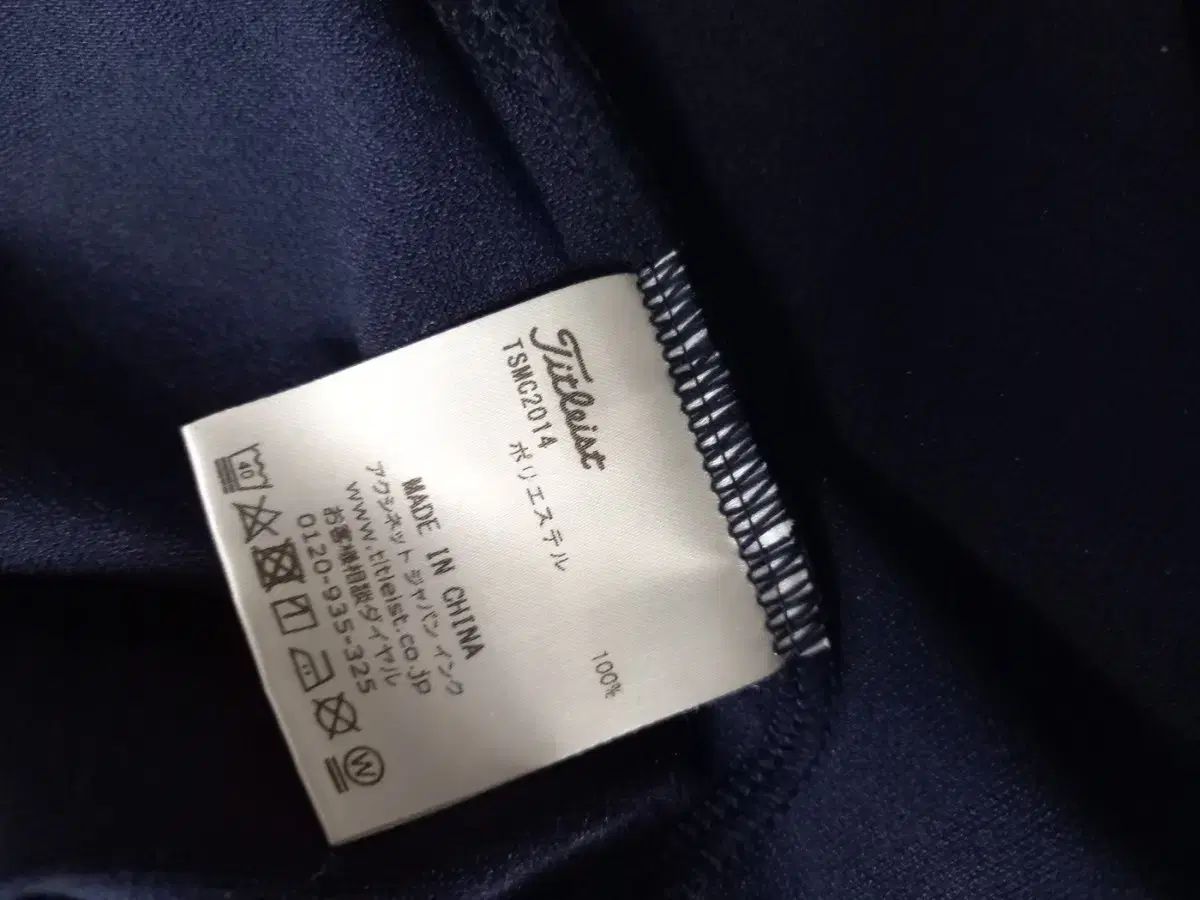 Titleist
TSMC2014
ポリエステル 100%
MADE IN CHINA
アクシネット ジャパン インク
www.titleist.co.jp
お客様相談ダイヤル
0120-935-325
40
W